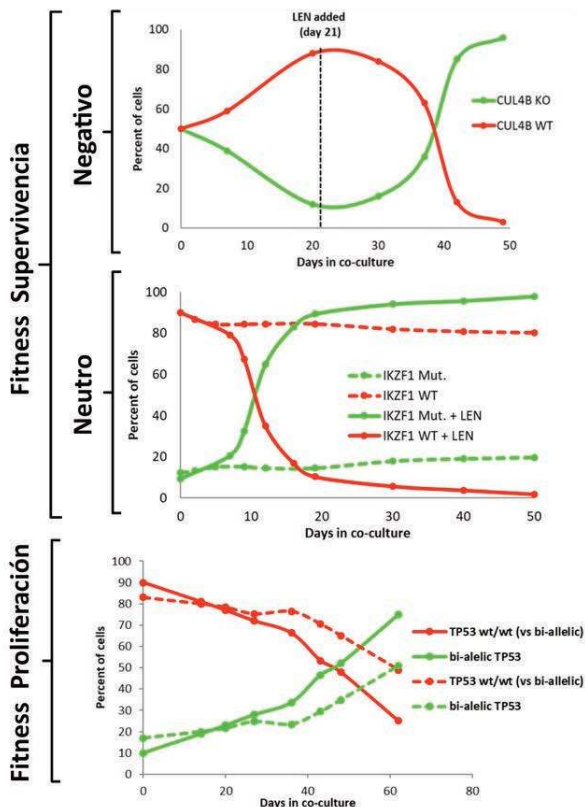 Fitness Supervivencia
Negativo
LEN added
(day 21)
Percent of cells
100
80
60
40
20
0
0 10 20 30 40 50
Days in co-culture
CUL4B KO
CUL4B WT
Neutro
Percent of cells
100
80
60
40
20
0
0 10 20 30 40 50
Days in co-culture
IKZF1 Mut.
IKZF1 WT
IKZF1 Mut. + LEN
IKZF1 WT + LEN
Fitness Proliferación
Percent of cells
100
90
80
70
60
50
40
30
20
10
0
0 20 40 60 80
Days in co-culture
TP53 wt/wt (vs bi-allelic)
bi-alelic TP53
TP53 wt/wt (vs bi-allelic)
bi-alelic TP53